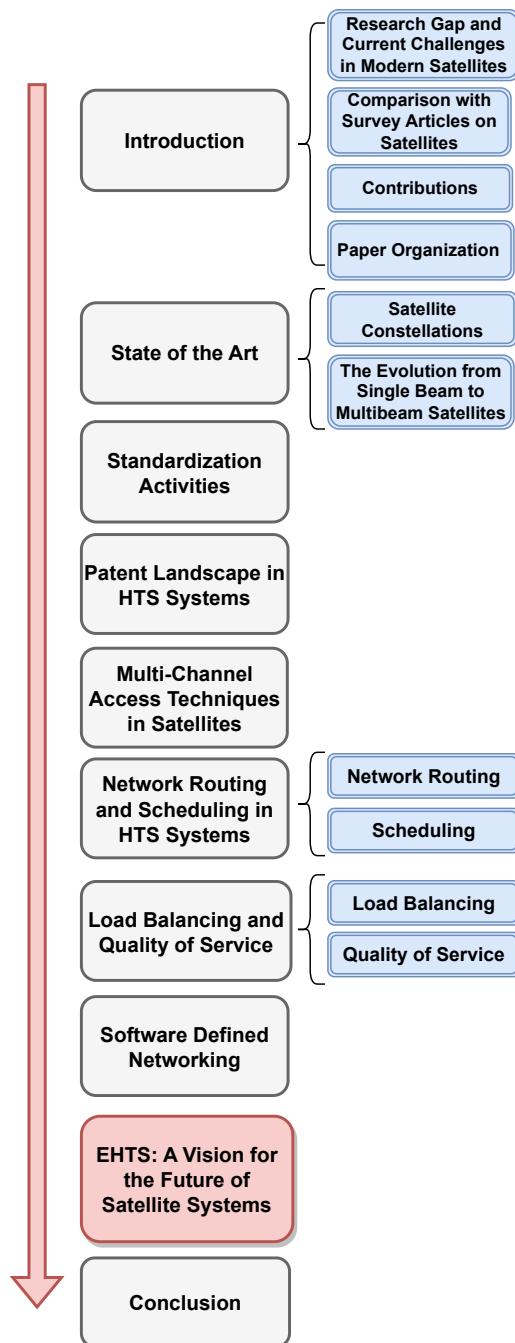 Introduction
Research Gap and
Current Challenges
in Modern Satellites
Comparison with
Survey Articles on
Satellites
Contributions
Paper Organization
State of the Art
Satellite
Constellations
The Evolution from
Single Beam to
Multibeam Satellites
Standardization
Activities
Patent Landscape in
HTS Systems
Multi-Channel
Access Techniques
in Satellites
Network Routing
and Scheduling in
HTS Systems
Network Routing
Scheduling
Load Balancing and
Quality of Service
Load Balancing
Quality of Service
Software Defined
Networking
EHTS: A Vision for
the Future of
Satellite Systems
Conclusion